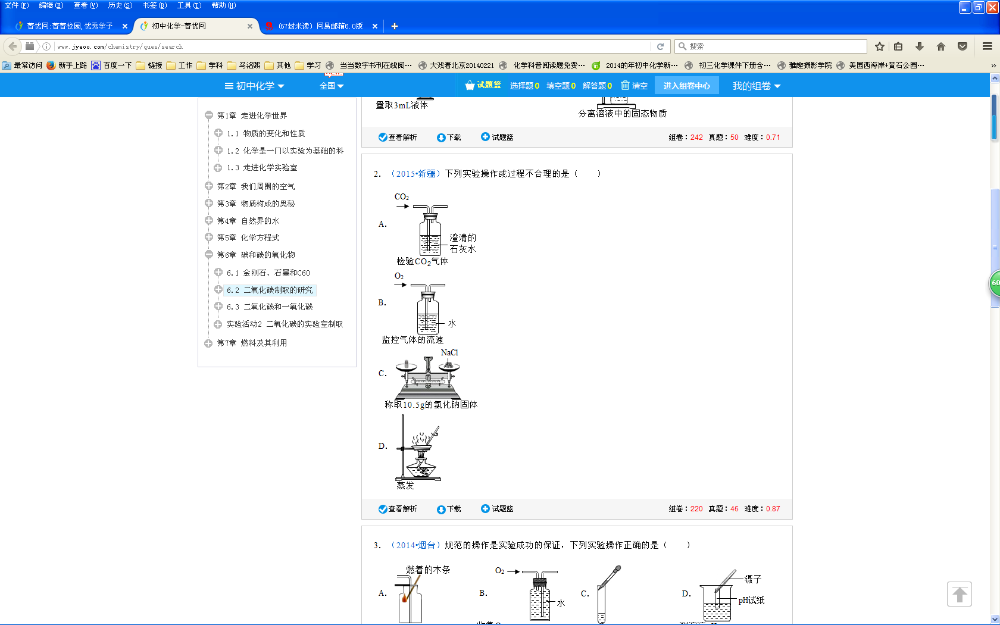 文件(F) 编辑(E) 查看(V) 历史(S) 书签(B) 工具(T) 帮助(H)
菁优网:菁菁校园,优秀学子 × 初中化学-菁优网 × (67封未读) 网易邮箱6.0版 × +
www.jyeoo.com/chemistry/ques/search 搜索
最常访问 新手上路 百度一下 链接 工作 学科 马洺熙 其他 学习 当当数字书刊在线阅… 大戏看北京20140221 化学科普阅读题免费… 2014的年初中化学新… 初三化学课件下册含… 雅趣摄影学院 美国西海岸+黄石公园… »
初中化学 全国 试题篮 选择题0 填空题0 解答题0 清空 进入组卷中心 我的组卷
第1章 走进化学世界
1.1 物质的变化和性质
1.2 化学是一门以实验为基础的科
1.3 走进化学实验室
第2章 我们周围的空气
第3章 物质构成的奥秘
第4章 自然界的水
第5章 化学方程式
第6章 碳和碳的氧化物
6.1 金刚石、石墨和C60
6.2 二氧化碳制取的研究
6.3 二氧化碳和一氧化碳
实验活动2 二氧化碳的实验室制取
第7章 燃料及其利用
量取3mL液体
分离溶液中的固态物质
查看解析 下载 试题篮 组卷：242 真题：50 难度：0.71
2. （2015•新疆）下列实验操作或过程不合理的是（　　）
CO2
A.
澄清的
石灰水
检验CO2气体
O2
B.
水
监控气体的流速
NaCl
C.
称取10.5g的氯化钠固体
D.
蒸发
查看解析 下载 试题篮 组卷：220 真题：46 难度：0.87
3. （2014•烟台）规范的操作是实验成功的保证，下列实验操作正确的是（　　）
燃着的木条
A.
O2
B.
水
C.
D.
镊子
pH试纸
60